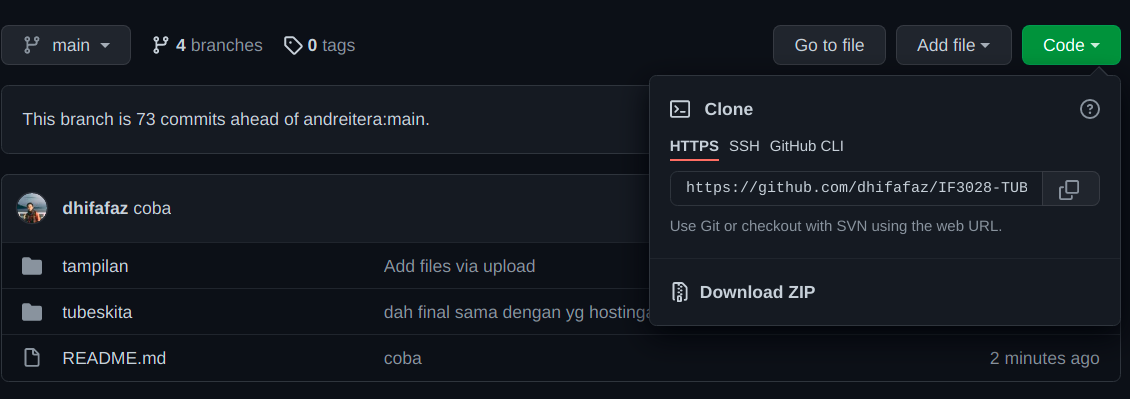 main 4 branches 0 tags Go to file Add file Code
This branch is 73 commits ahead of andreitera:main.
Clone
HTTPS SSH GitHub CLI
https://github.com/dhifafaz/IF3028-TUB
Use Git or checkout with SVN using the web URL.
Download ZIP
dhifafaz coba
tampilan Add files via upload
tubeskita dah final sama dengan yg hostinga
README.md coba 2 minutes ago